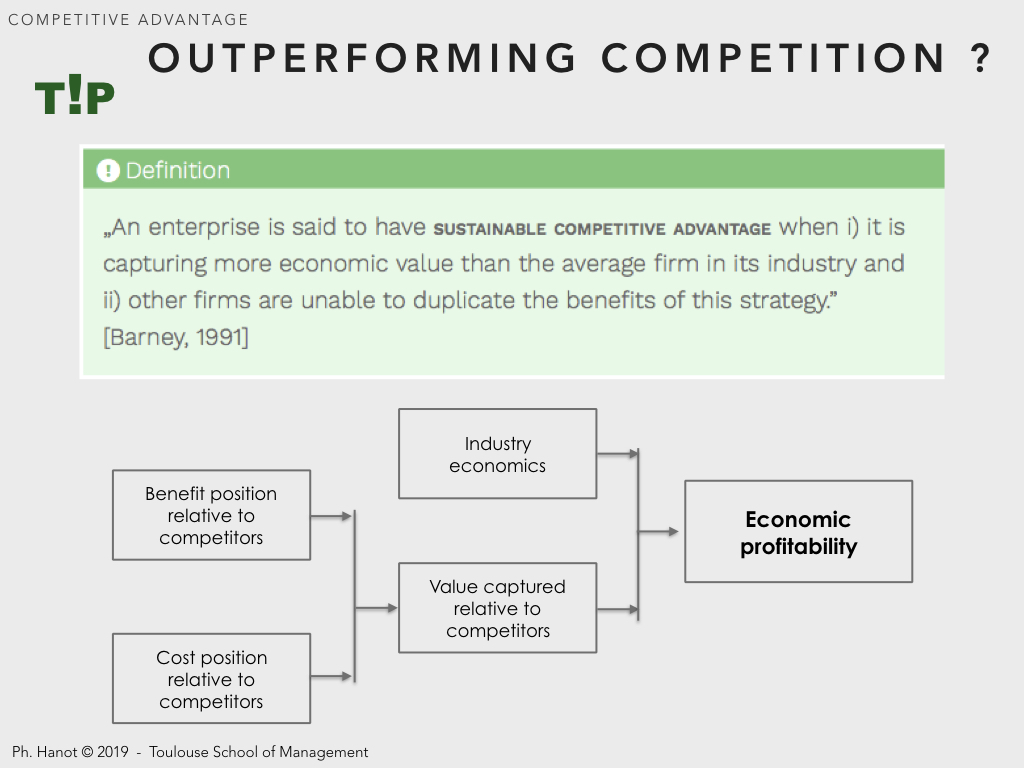 COMPETITIVE ADVANTAGE
OUTPERFORMING COMPETITION ?
T!P
! Definition
„An enterprise is said to have SUSTAINABLE COMPETITIVE ADVANTAGE when i) it is
capturing more economic value than the average firm in its industry and
ii) other firms are unable to duplicate the benefits of this strategy.”
[Barney, 1991]
Industry
economics
Benefit position
relative to
competitors
Economic
profitability
Value captured
relative to
competitors
Cost position
relative to
competitors
Ph. Hanot © 2019 - Toulouse School of Management